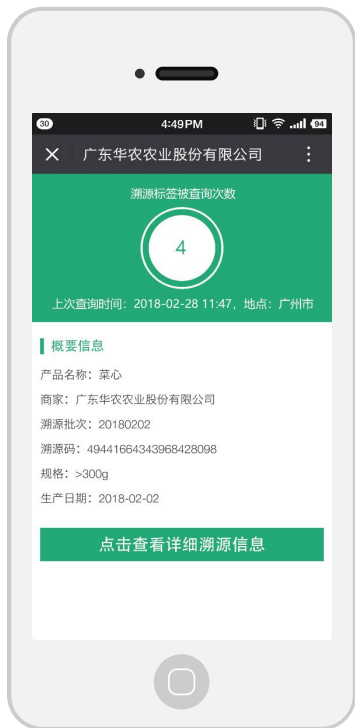 30
4:49PM
94
广东华农农业股份有限公司
溯源标签被查询次数
4
上次查询时间：2018-02-28 11:47，地点：广州市
概要信息
产品名称：菜心
商家：广东华农农业股份有限公司
溯源批次：20180202
溯源码：49441664343968428098
规格：>300g
生产日期：2018-02-02
点击查看详细溯源信息